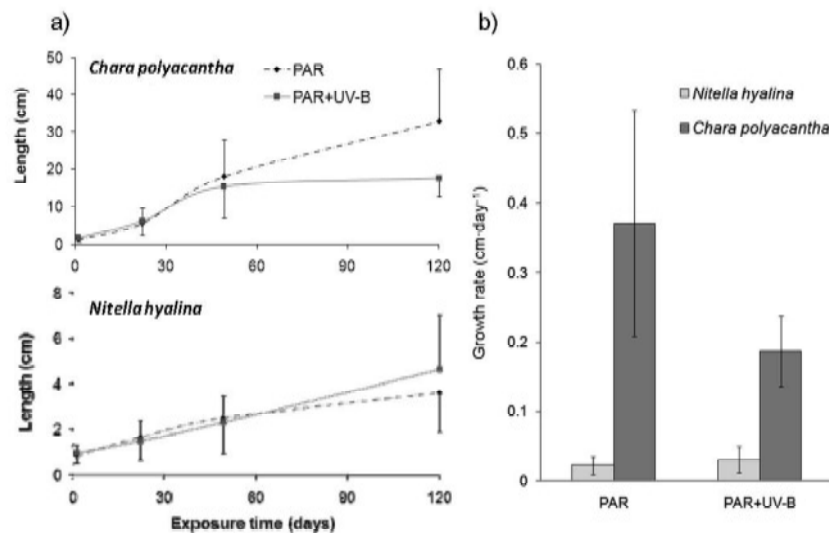 a)
Chara polyacantha
PAR
PAR+UV-B
Length (cm)
50
40
30
20
10
0
0 30 60 90 120
Nitella hyalina
Length (cm)
8
6
4
2
0
0 30 60 90 120
Exposure time (days)
b)
Nitella hyalina
Chara polyacantha
Growth rate (cm·day⁻¹)
0.6
0.5
0.4
0.3
0.2
0.1
0
PAR PAR+UV-B